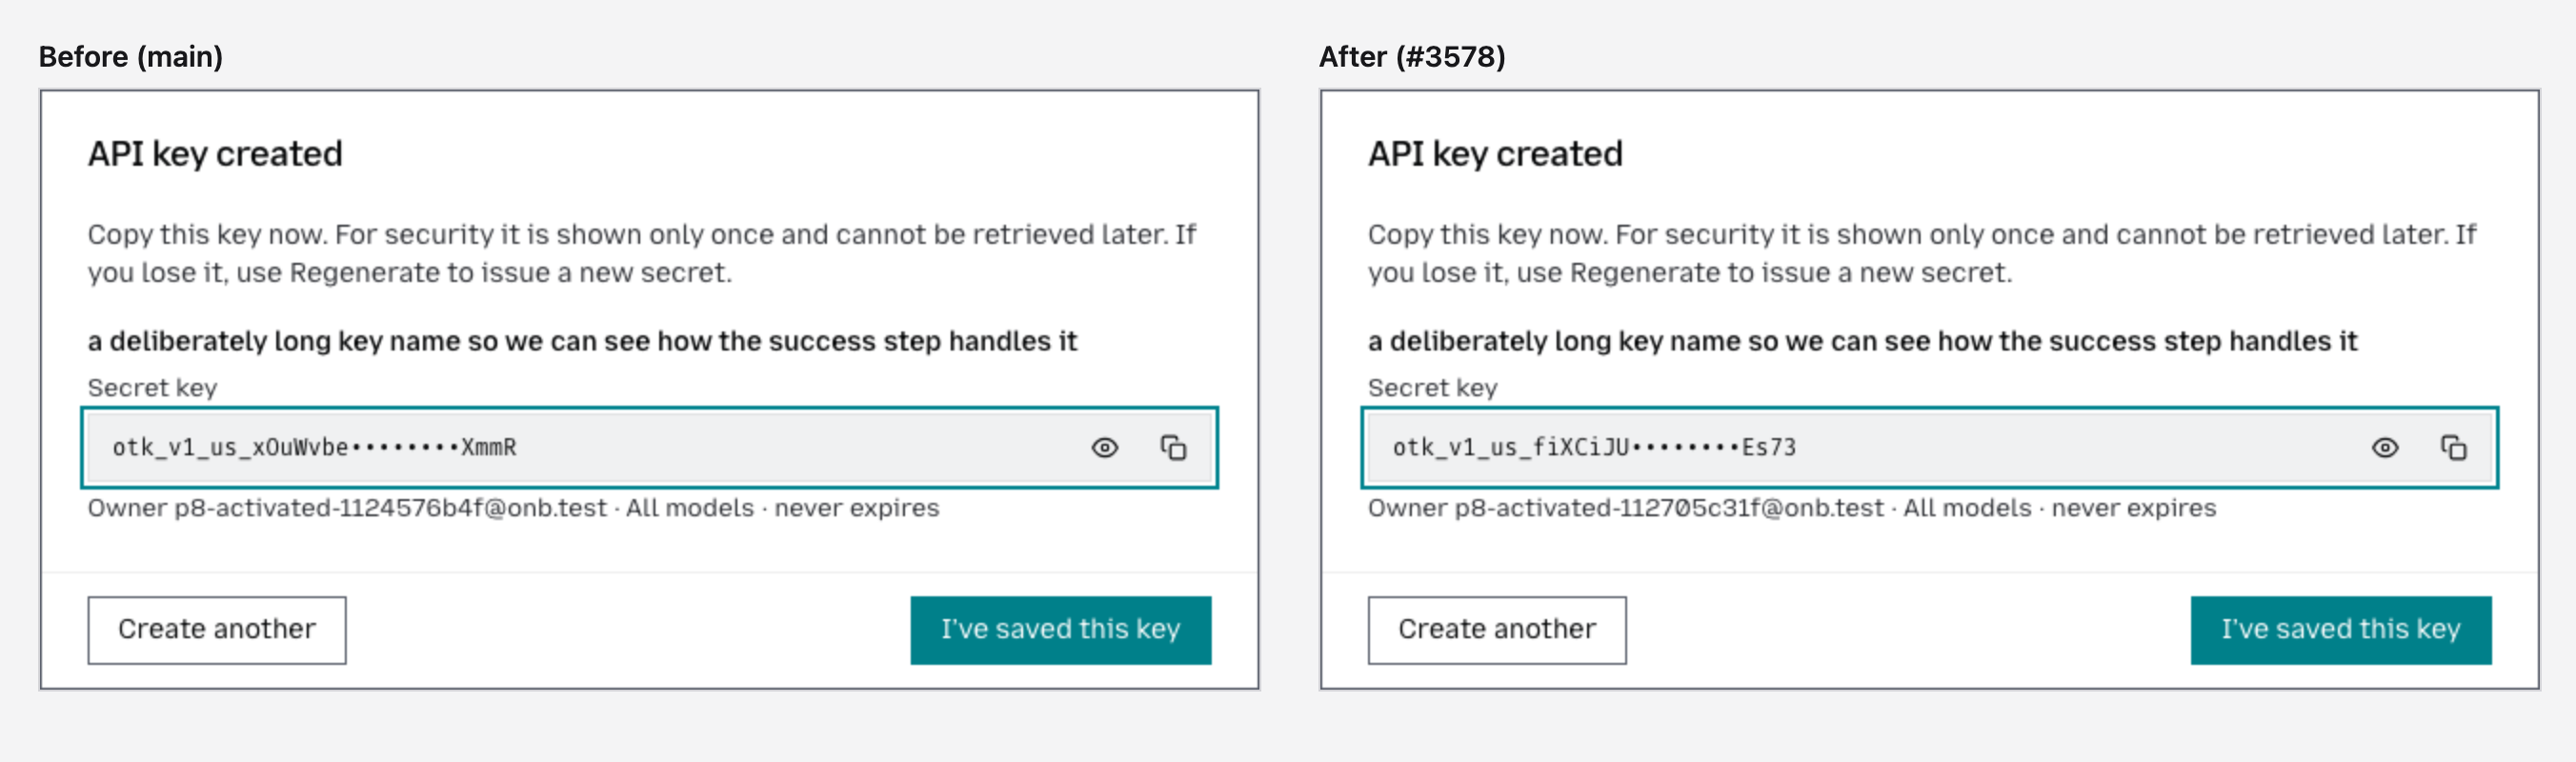 Before (main)
API key created
Copy this key now. For security it is shown only once and cannot be retrieved later. If
you lose it, use Regenerate to issue a new secret.
a deliberately long key name so we can see how the success step handles it
Secret key
otk_v1_us_xOuWvbe••••••••XmmR
Owner p8-activated-1124576b4f@onb.test · All models · never expires
Create another
I’ve saved this key
After (#3578)
API key created
Copy this key now. For security it is shown only once and cannot be retrieved later. If
you lose it, use Regenerate to issue a new secret.
a deliberately long key name so we can see how the success step handles it
Secret key
otk_v1_us_fiXCiJU••••••••Es73
Owner p8-activated-112705c31f@onb.test · All models · never expires
Create another
I’ve saved this key